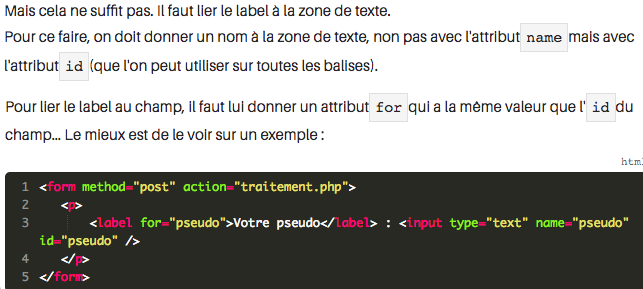 Mais cela ne suffit pas. Il faut lier le label à la zone de texte.
Pour ce faire, on doit donner un nom à la zone de texte, non pas avec l'attribut name mais avec
l'attribut id (que l'on peut utiliser sur toutes les balises).
Pour lier le label au champ, il faut lui donner un attribut for qui a la même valeur que l' id du
champ... Le mieux est de le voir sur un exemple :
html
1 <form method="post" action="traitement.php">
2 <p>
3 <label for="pseudo">Votre pseudo</label> : <input type="text" name="pseudo"
id="pseudo" />
4 </p>
5 </form>